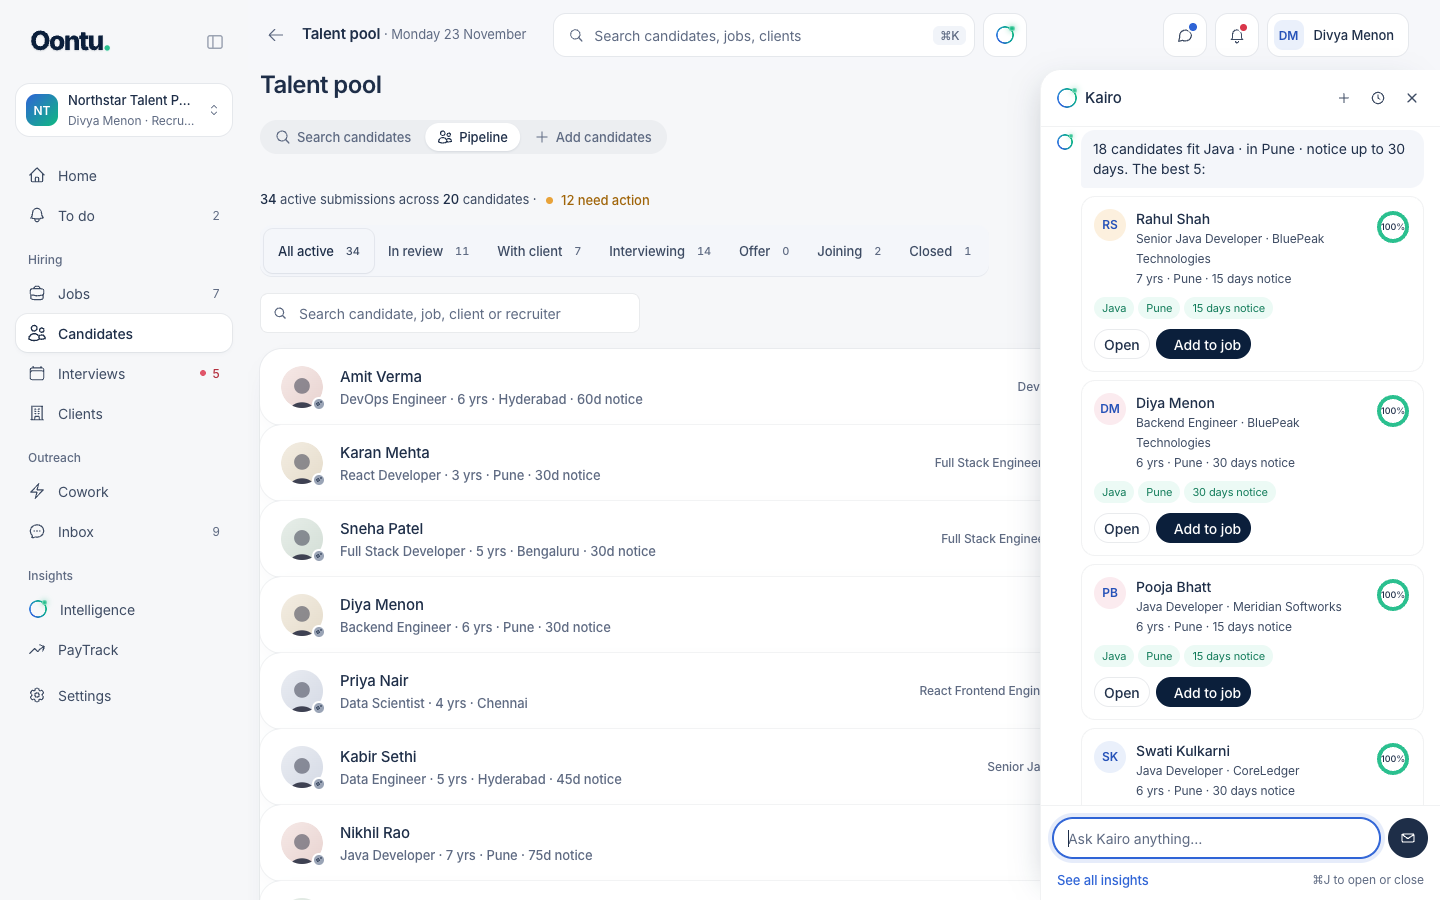 Oontu.
NT
Northstar Talent P...
Divya Menon · Recru...
Home
To do 2
Hiring
Jobs 7
Candidates
Interviews 5
Clients
Outreach
Cowork
Inbox 9
Insights
Intelligence
PayTrack
Settings
Talent pool · Monday 23 November
Search candidates, jobs, clients ⌘K
DM Divya Menon
Talent pool
Search candidates Pipeline Add candidates
34 active submissions across 20 candidates · 12 need action
All active 34 In review 11 With client 7 Interviewing 14 Offer 0 Joining 2 Closed 1
Search candidate, job, client or recruiter
Amit Verma
DevOps Engineer · 6 yrs · Hyderabad · 60d notice
Dev
Karan Mehta
React Developer · 3 yrs · Pune · 30d notice
Full Stack Engineer
Sneha Patel
Full Stack Developer · 5 yrs · Bengaluru · 30d notice
Full Stack Enginee
Diya Menon
Backend Engineer · 6 yrs · Pune · 30d notice
Priya Nair
Data Scientist · 4 yrs · Chennai
React Frontend Engin
Kabir Sethi
Data Engineer · 5 yrs · Hyderabad · 45d notice
Senior Ja
Nikhil Rao
Java Developer · 7 yrs · Pune · 75d notice
Kairo
18 candidates fit Java · in Pune · notice up to 30
days. The best 5:
RS
Rahul Shah
Senior Java Developer · BluePeak
Technologies
7 yrs · Pune · 15 days notice
100%
Java Pune 15 days notice
Open Add to job
DM
Diya Menon
Backend Engineer · BluePeak
Technologies
6 yrs · Pune · 30 days notice
100%
Java Pune 30 days notice
Open Add to job
PB
Pooja Bhatt
Java Developer · Meridian Softworks
6 yrs · Pune · 15 days notice
100%
Java Pune 15 days notice
Open Add to job
SK
Swati Kulkarni
Java Developer · CoreLedger
6 yrs · Pune · 30 days notice
100%
Ask Kairo anything...
See all insights ⌘J to open or close